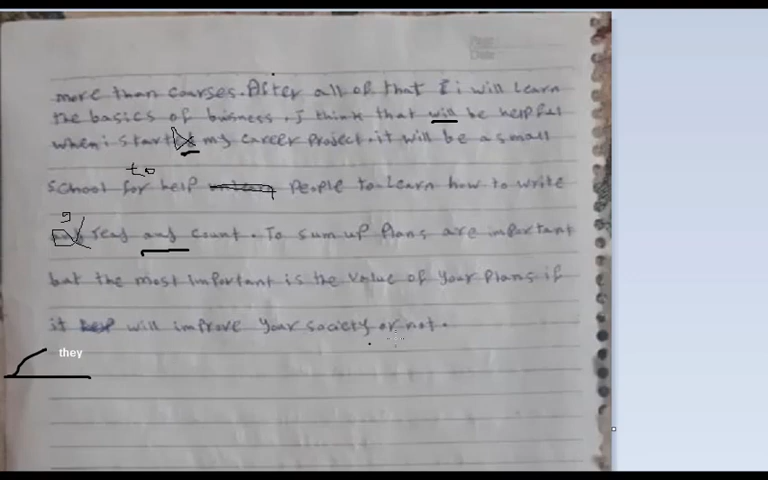 more than courses. After all of that I i will learn
the basics of buisness. I think that will be helpful
when i start my career project. it will be a small
to
school for help people to learn how to write
g
read and count. To sum up plans are important
but the most important is the value of your plans if
it will improve your society or not.
they